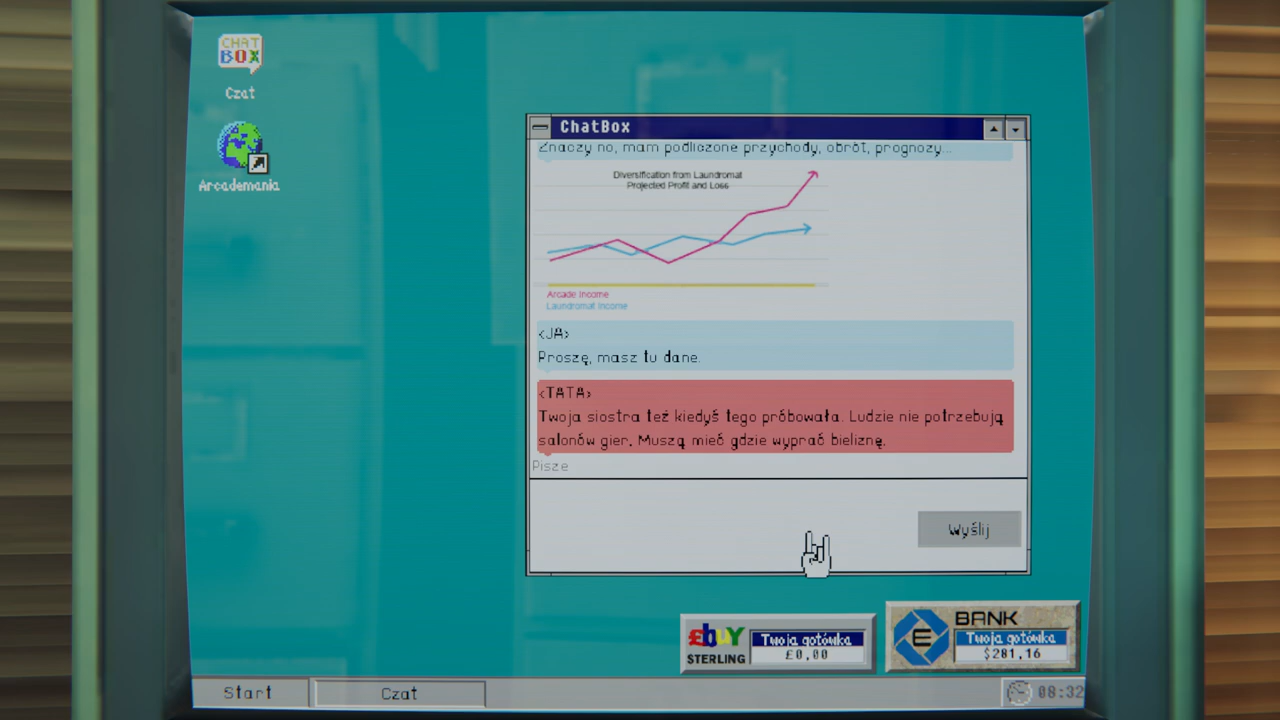 CHAT
BOX
Czat
Arcademania
ChatBox
Znaczy no, mam podliczone przychody, obrót, prognozy...
Diversification from Laundromat
Projected Profit and Loss
Arcade Income
Laundromat Income
<JA>
Proszę, masz tu dane.
<TATA>
Twoja siostra też kiedyś tego próbowała. Ludzie nie potrzebują
salonów gier. Muszą mieć gdzie wyprać bieliznę.
Pisze
Wyślij
£bUY
STERLING
Twoja gotówka
£0,00
E
BANK
Twoja gotówka
$281,16
Start
Czat
08:32